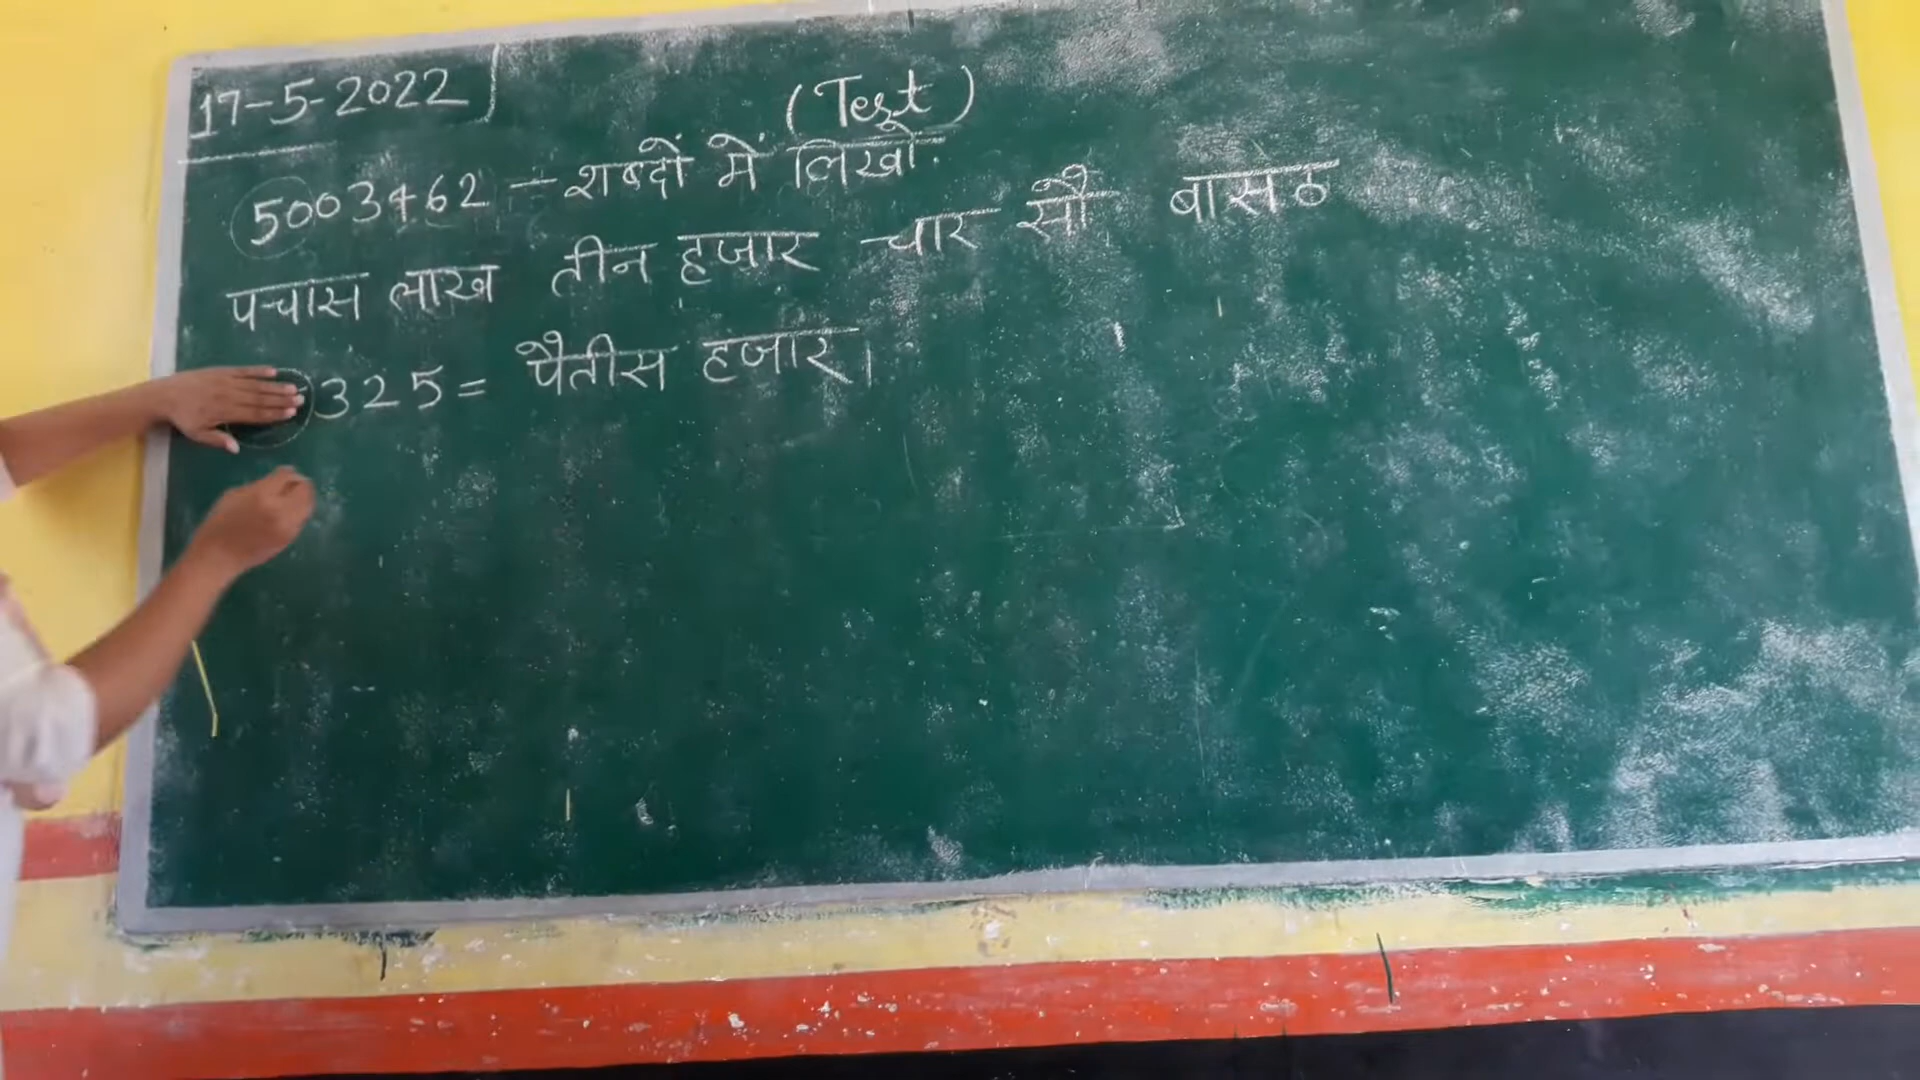 17-5-2022
(Test)
5003462 - शब्दों में लिखो.
पचास लाख तीन हजार चार सौ बासठ
325= पैतीस हजार।